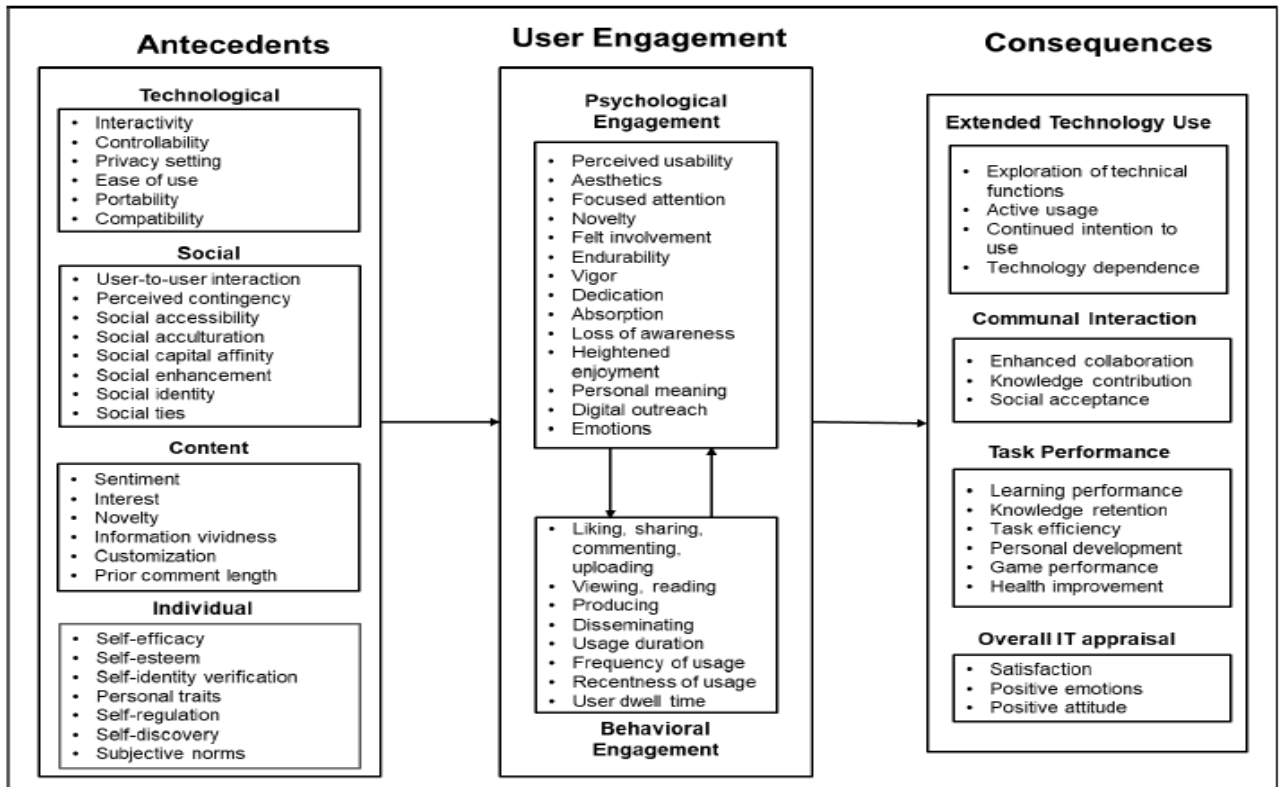 Antecedents
Technological
• Interactivity
• Controllability
• Privacy setting
• Ease of use
• Portability
• Compatibility
Social
• User-to-user interaction
• Perceived contingency
• Social accessibility
• Social acculturation
• Social capital affinity
• Social enhancement
• Social identity
• Social ties
Content
• Sentiment
• Interest
• Novelty
• Information vividness
• Customization
• Prior comment length
Individual
• Self-efficacy
• Self-esteem
• Self-identity verification
• Personal traits
• Self-regulation
• Self-discovery
• Subjective norms
User Engagement
Psychological
Engagement
• Perceived usability
• Aesthetics
• Focused attention
• Novelty
• Felt involvement
• Endurability
• Vigor
• Dedication
• Absorption
• Loss of awareness
• Heightened
enjoyment
• Personal meaning
• Digital outreach
• Emotions
• Liking, sharing,
commenting,
uploading
• Viewing, reading
• Producing
• Disseminating
• Usage duration
• Frequency of usage
• Recentness of usage
• User dwell time
Behavioral
Engagement
Consequences
Extended Technology Use
• Exploration of technical
functions
• Active usage
• Continued intention to
use
• Technology dependence
Communal Interaction
• Enhanced collaboration
• Knowledge contribution
• Social acceptance
Task Performance
• Learning performance
• Knowledge retention
• Task efficiency
• Personal development
• Game performance
• Health improvement
Overall IT appraisal
• Satisfaction
• Positive emotions
• Positive attitude